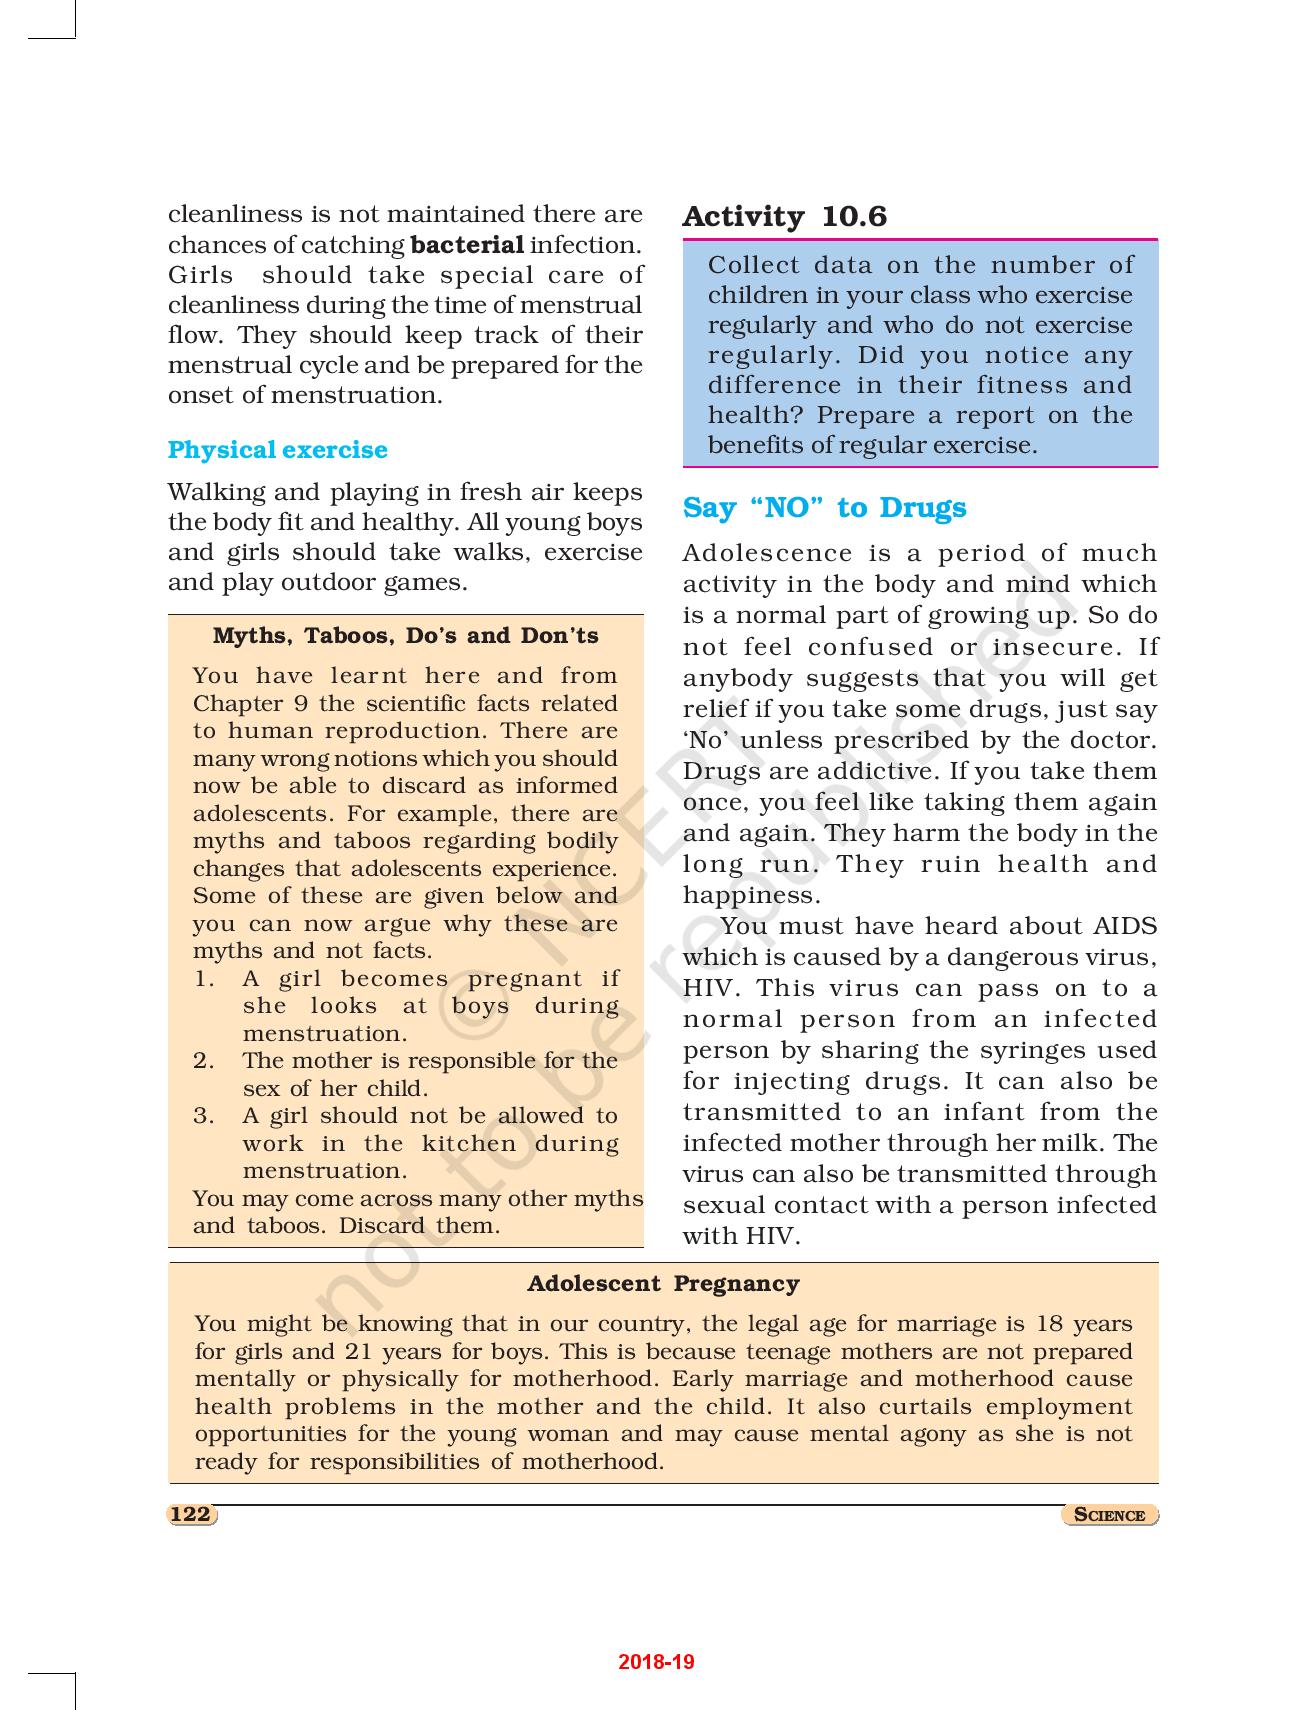 cleanliness is not maintained there are
chances of catching bacterial infection.
Girls should take special care of
cleanliness during the time of menstrual
flow. They should keep track of their
menstrual cycle and be prepared for the
onset of menstruation.
Physical exercise
Walking and playing in fresh air keeps
the body fit and healthy. All young boys
and girls should take walks, exercise
and play outdoor games.
Myths, Taboos, Do's and Don'ts
You have learnt here and from
Chapter 9 the scientific facts related
to human reproduction. There are
many wrong notions which you should
now be able to discard as informed
adolescents. For example, there are
myths and taboos regarding bodily
changes that adolescents experience.
Some of these are given below and
you can now argue why these are
myths and not facts.
1. A girl becomes pregnant if
she looks at boys during
menstruation.
2. The mother is responsible for the
sex of her child.
3. A girl should not be allowed to
work in the kitchen during
menstruation.
You may come across many other myths
and taboos. Discard them.
Activity 10.6
Collect data on the number of
children in your class who exercise
regularly and who do not exercise
regularly. Did you notice any
difference in their fitness and
health? Prepare a report on the
benefits of regular exercise.
Say “NO” to Drugs
Adolescence is a period of much
activity in the body and mind which
is a normal part of growing up. So do
not feel confused or insecure. If
anybody suggests that you will get
relief if you take some drugs, just say
‘No’ unless prescribed by the doctor.
Drugs are addictive. If you take them
once, you feel like taking them again
and again. They harm the body in the
long run. They ruin health and
happiness.
You must have heard about AIDS
which is caused by a dangerous virus,
HIV. This virus can pass on to a
normal person from an infected
person by sharing the syringes used
for injecting drugs. It can also be
transmitted to an infant from the
infected mother through her milk. The
virus can also be transmitted through
sexual contact with a person infected
with HIV.
Adolescent Pregnancy
You might be knowing that in our country, the legal age for marriage is 18 years
for girls and 21 years for boys. This is because teenage mothers are not prepared
mentally or physically for motherhood. Early marriage and motherhood cause
health problems in the mother and the child. It also curtails employment
opportunities for the young woman and may cause mental agony as she is not
ready for responsibilities of motherhood.
© NCERT
not to be republished
122
SCIENCE
2018-19